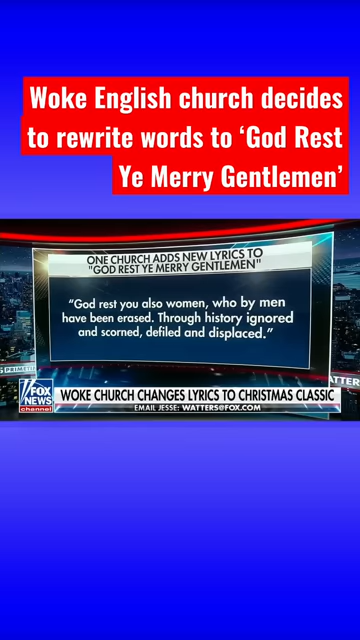 Woke English church decides
to rewrite words to ‘God Rest
Ye Merry Gentlemen’
ONE CHURCH ADDS NEW LYRICS TO
"GOD REST YE MERRY GENTLEMEN"
“God rest you also women, who by men
have been erased. Through history ignored
and scorned, defiled and displaced.”
PRIMETIME
FOX
NEWS
channel
WOKE CHURCH CHANGES LYRICS TO CHRISTMAS CLASSIC
EMAIL JESSE: WATTERS@FOX.COM